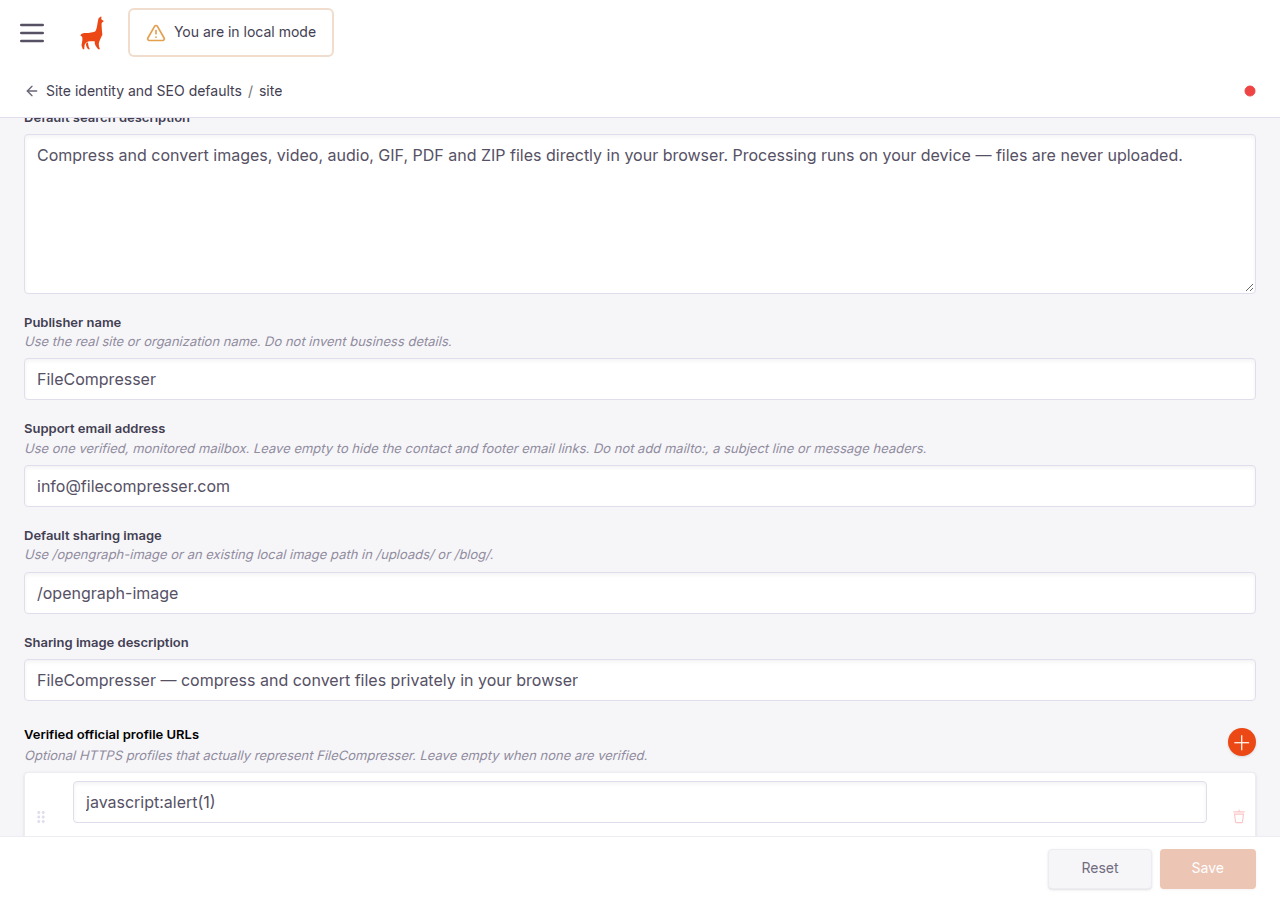 You are in local mode
Site identity and SEO defaults / site
Default search description
Compress and convert images, video, audio, GIF, PDF and ZIP files directly in your browser. Processing runs on your device — files are never uploaded.
Publisher name
Use the real site or organization name. Do not invent business details.
FileCompresser
Support email address
Use one verified, monitored mailbox. Leave empty to hide the contact and footer email links. Do not add mailto:, a subject line or message headers.
info@filecompresser.com
Default sharing image
Use /opengraph-image or an existing local image path in /uploads/ or /blog/.
/opengraph-image
Sharing image description
FileCompresser — compress and convert files privately in your browser
Verified official profile URLs
Optional HTTPS profiles that actually represent FileCompresser. Leave empty when none are verified.
javascript:alert(1)
Reset
Save